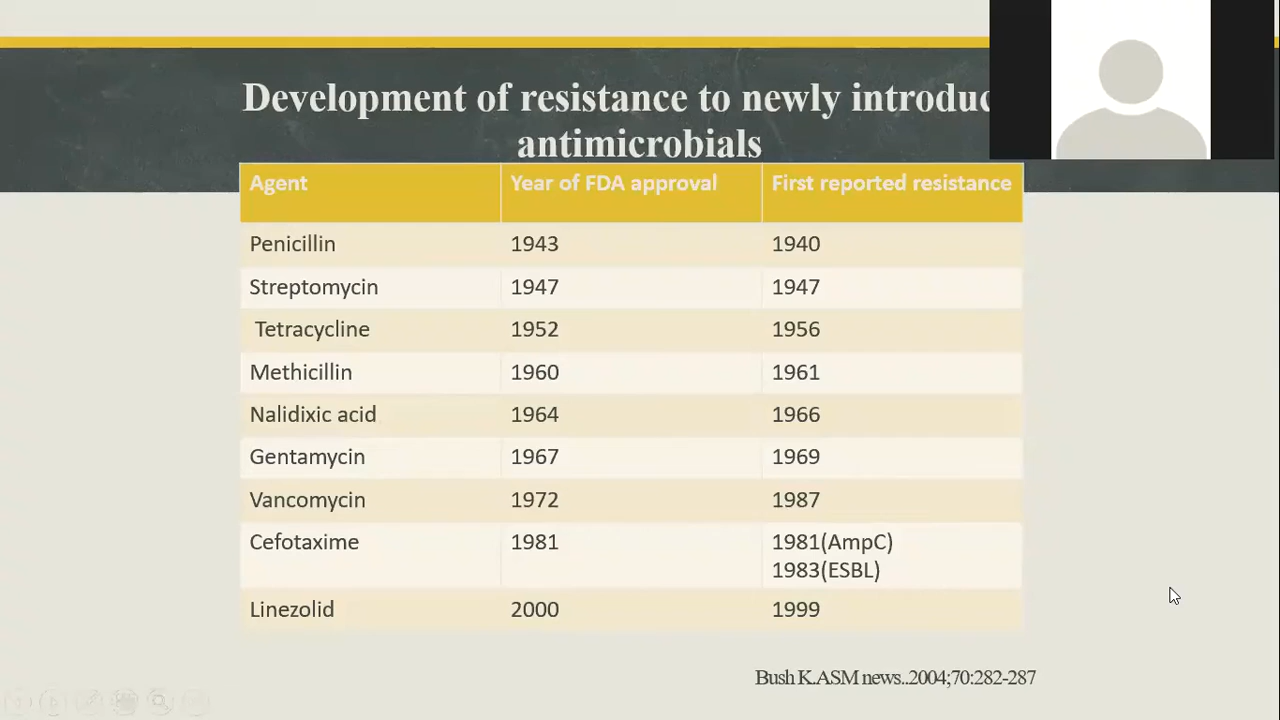 Development of resistance to newly introduc
antimicrobials
Agent Year of FDA approval First reported resistance
Penicillin 1943 1940
Streptomycin 1947 1947
Tetracycline 1952 1956
Methicillin 1960 1961
Nalidixic acid 1964 1966
Gentamycin 1967 1969
Vancomycin 1972 1987
Cefotaxime 1981 1981(AmpC)
1983(ESBL)
Linezolid 2000 1999
Bush K.ASM news..2004;70:282-287